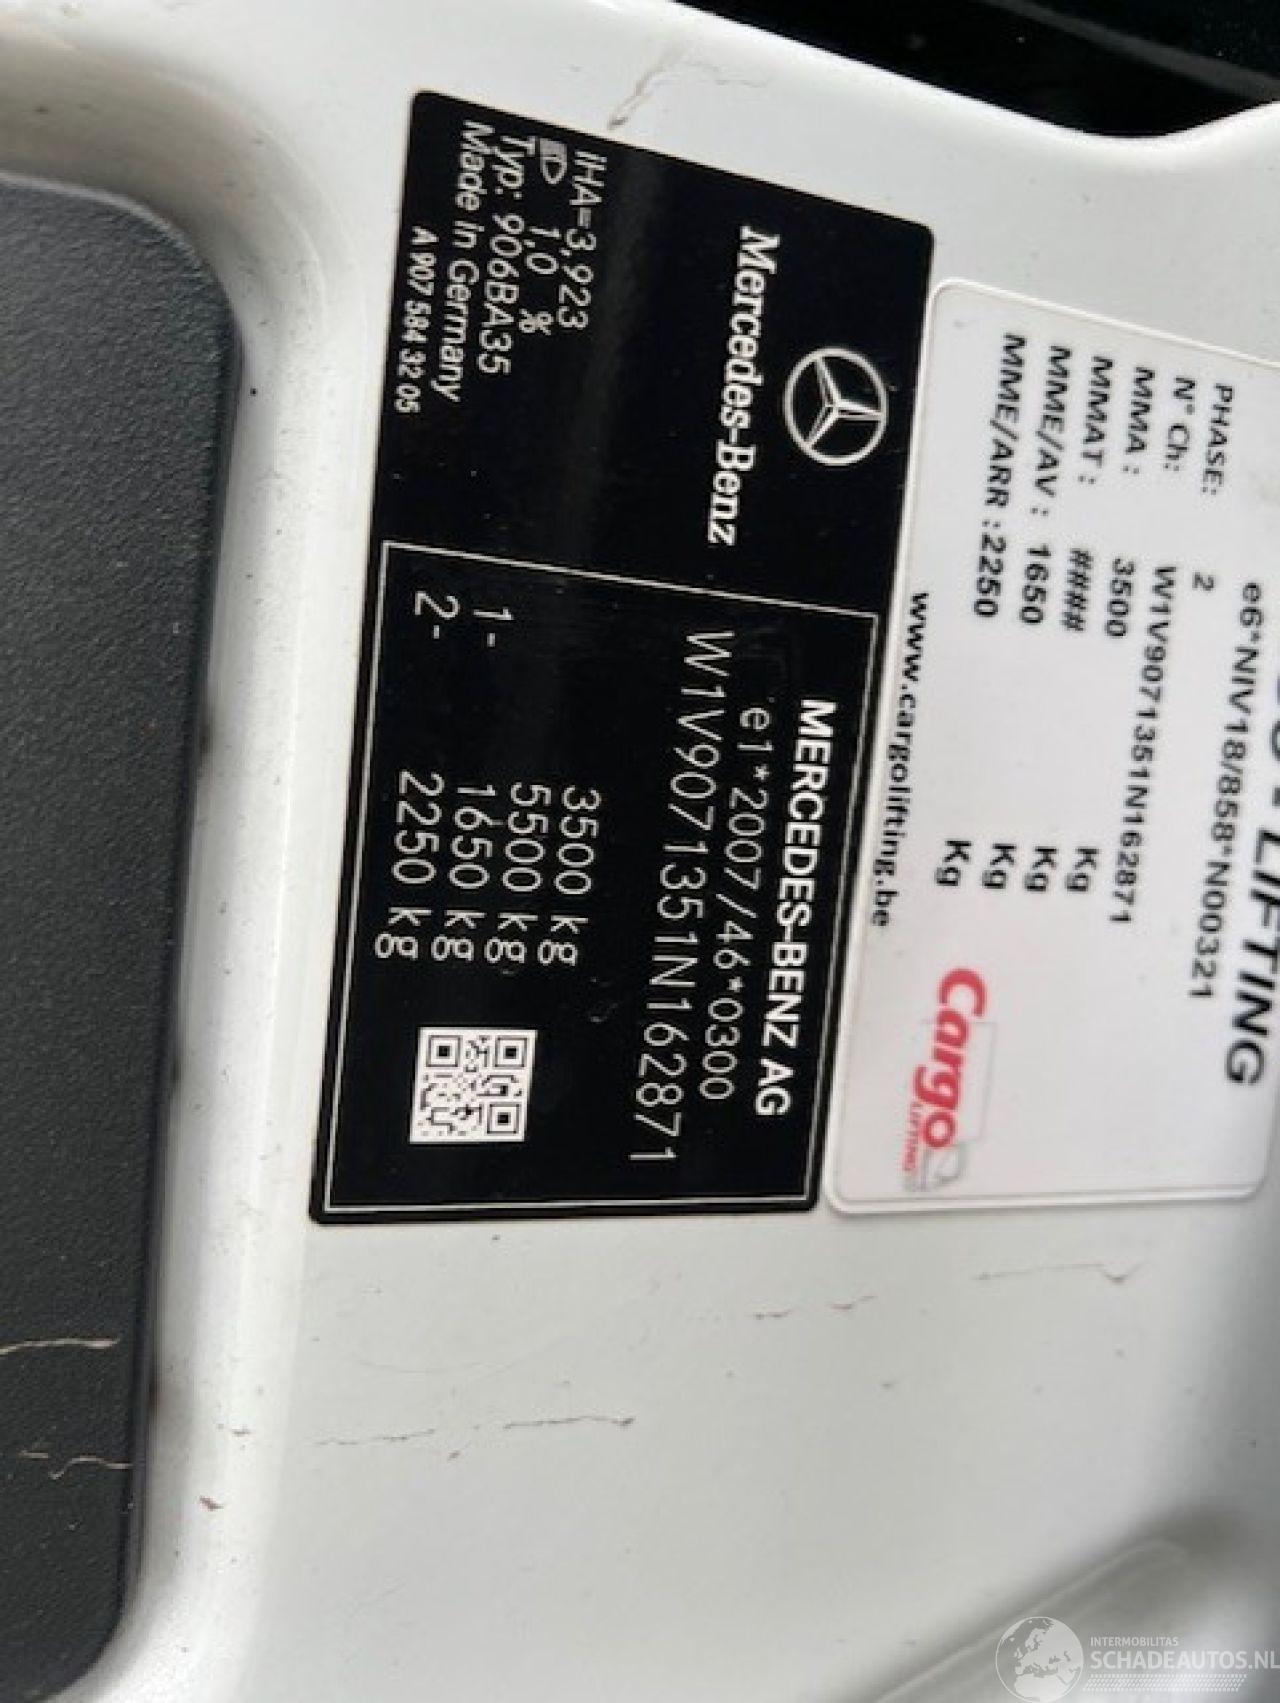 LIFTING
e6*NIV18/858*N00321
PHASE: 2
N° Ch: W1V9071351N162871
MMA : 3500 Kg
MMAT : #### Kg
MME/AV : 1650 Kg
MME/ARR : 2250 Kg
Cargo
LIFTING
www.cargolifting.be
Mercedes-Benz
IHA=3,923
1,0 %
Typ: 906BA35
Made in Germany
A 907 584 32 05
MERCEDES-BENZ AG
e1*2007/46*0300
W1V9071351N162871
3500 kg
5500 kg
1- 1650 kg
2- 2250 kg
INTERMOBILITAS
SCHADEAUTOS.NL